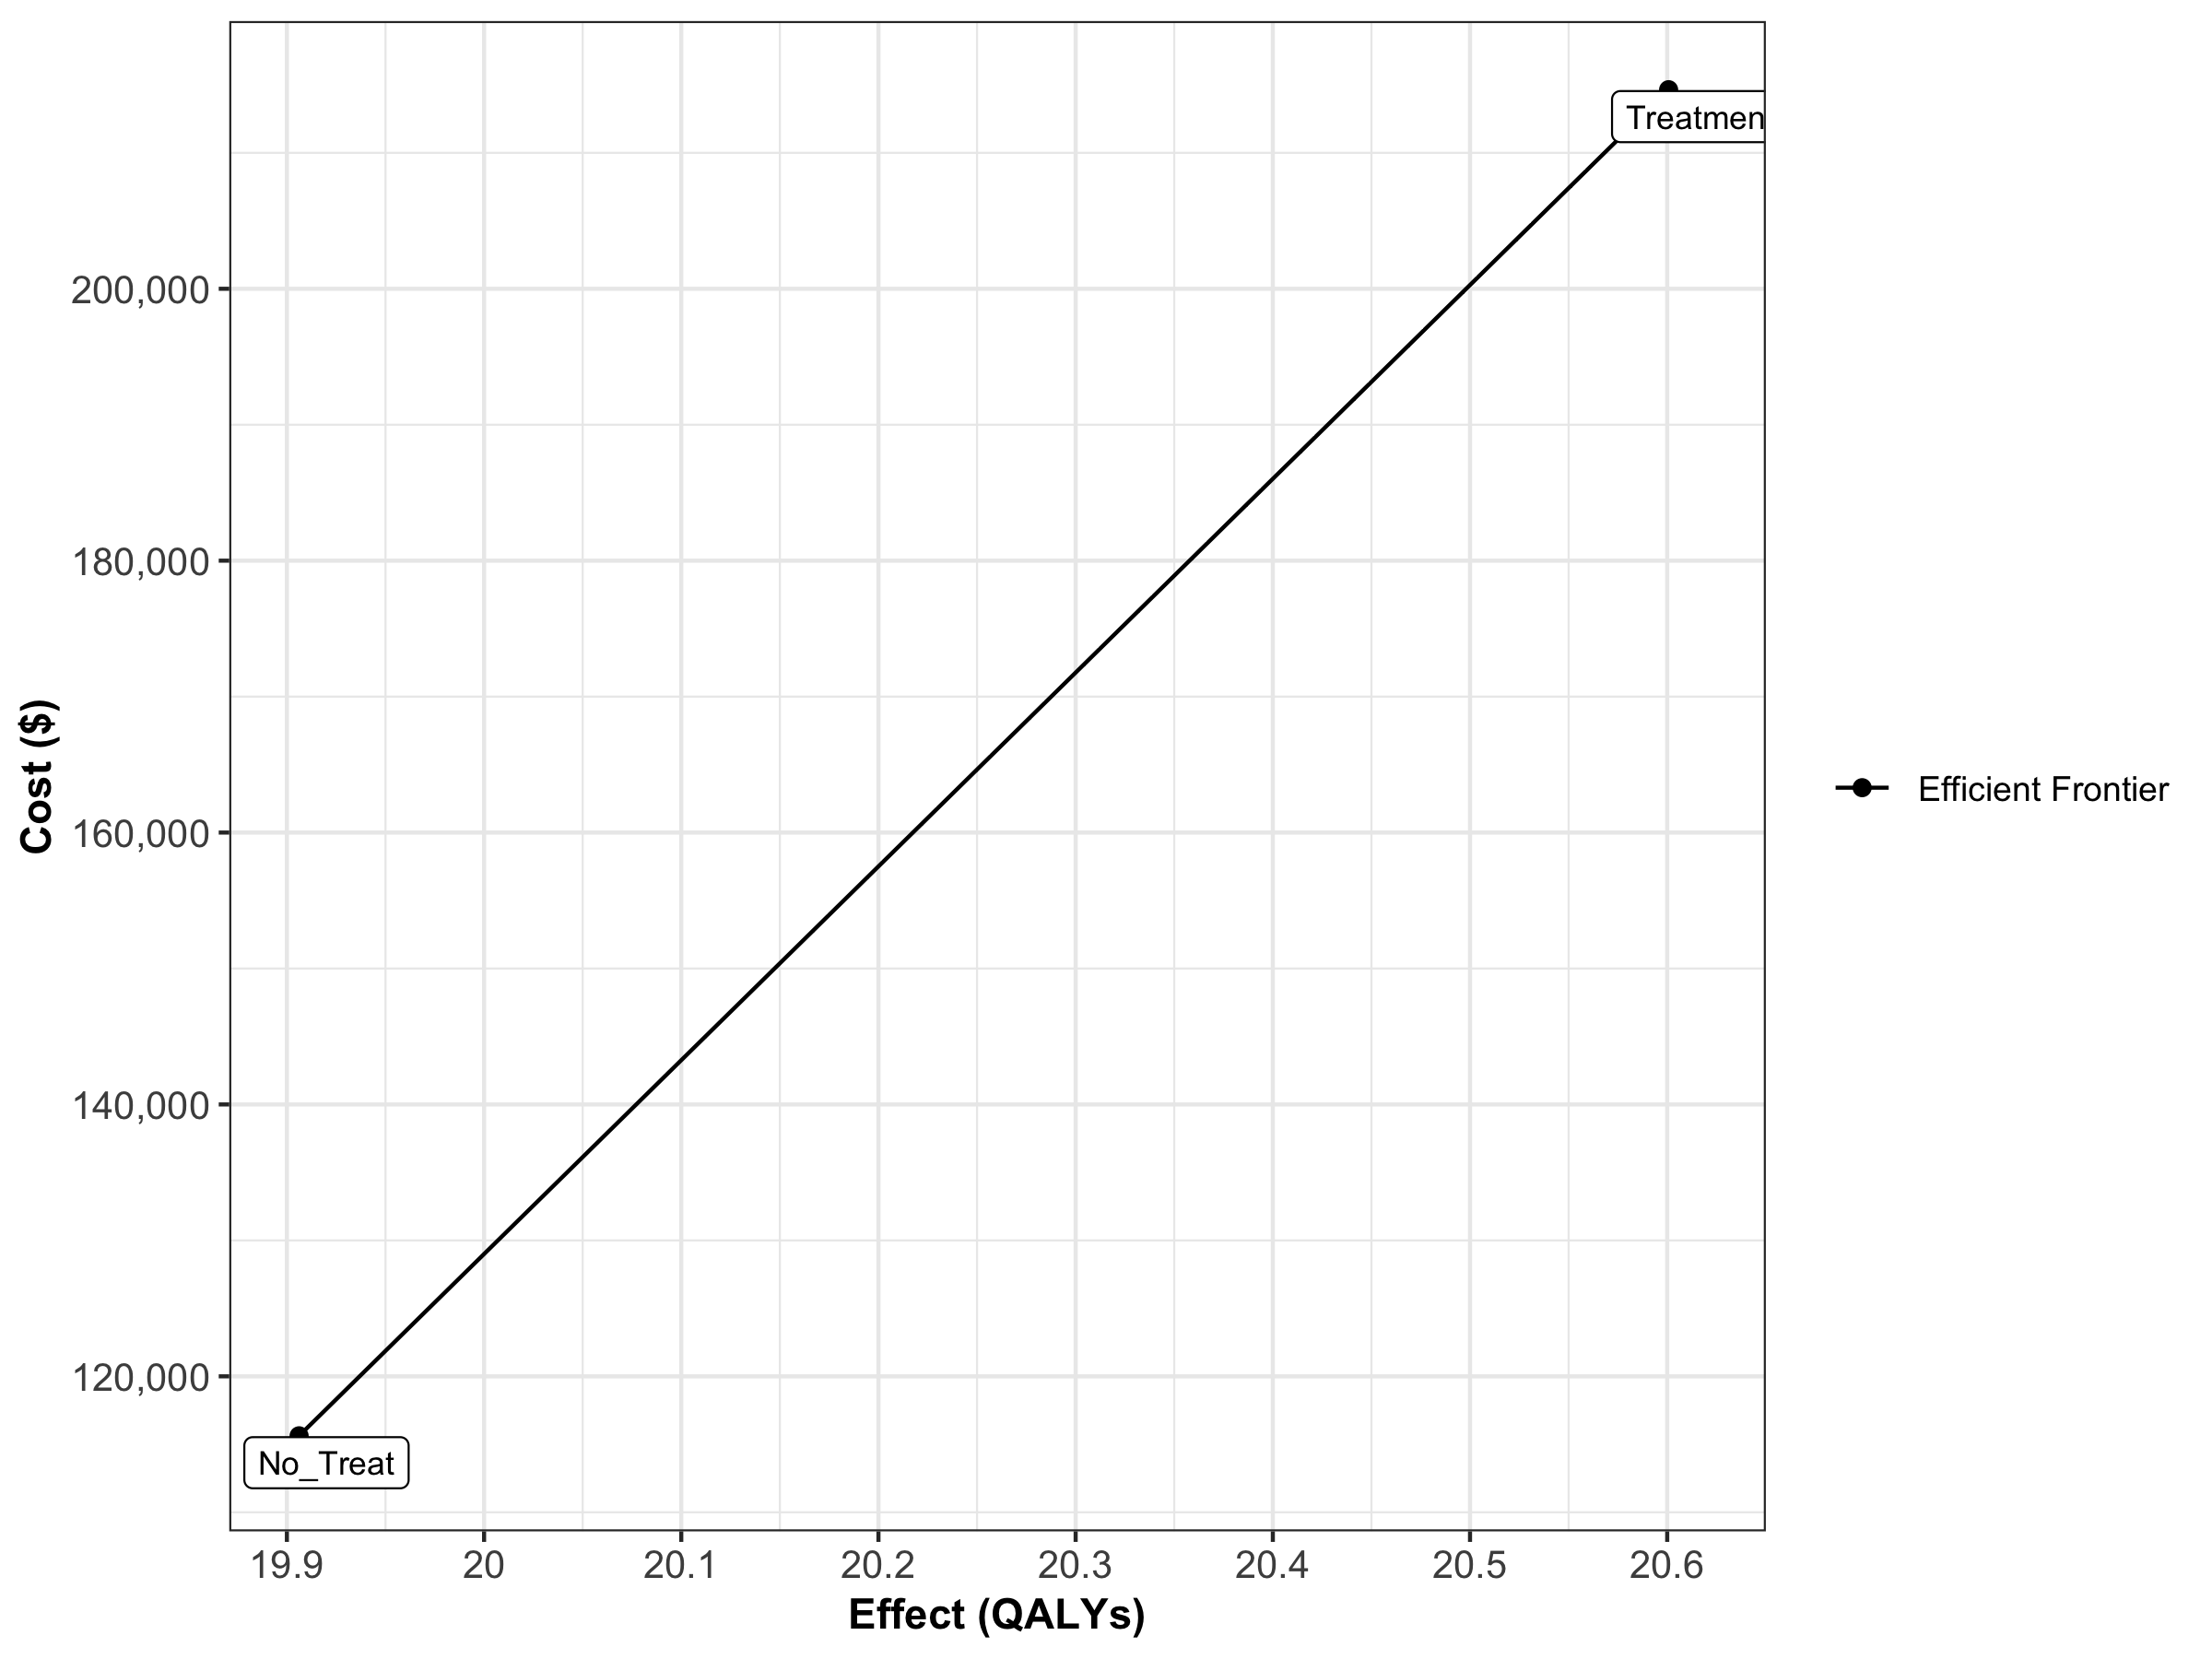 Treatmen
200,000
180,000
160,000
140,000
120,000
Cost ($)
No_Treat
19.9 20 20.1 20.2 20.3 20.4 20.5 20.6
Effect (QALYs)
Efficient Frontier